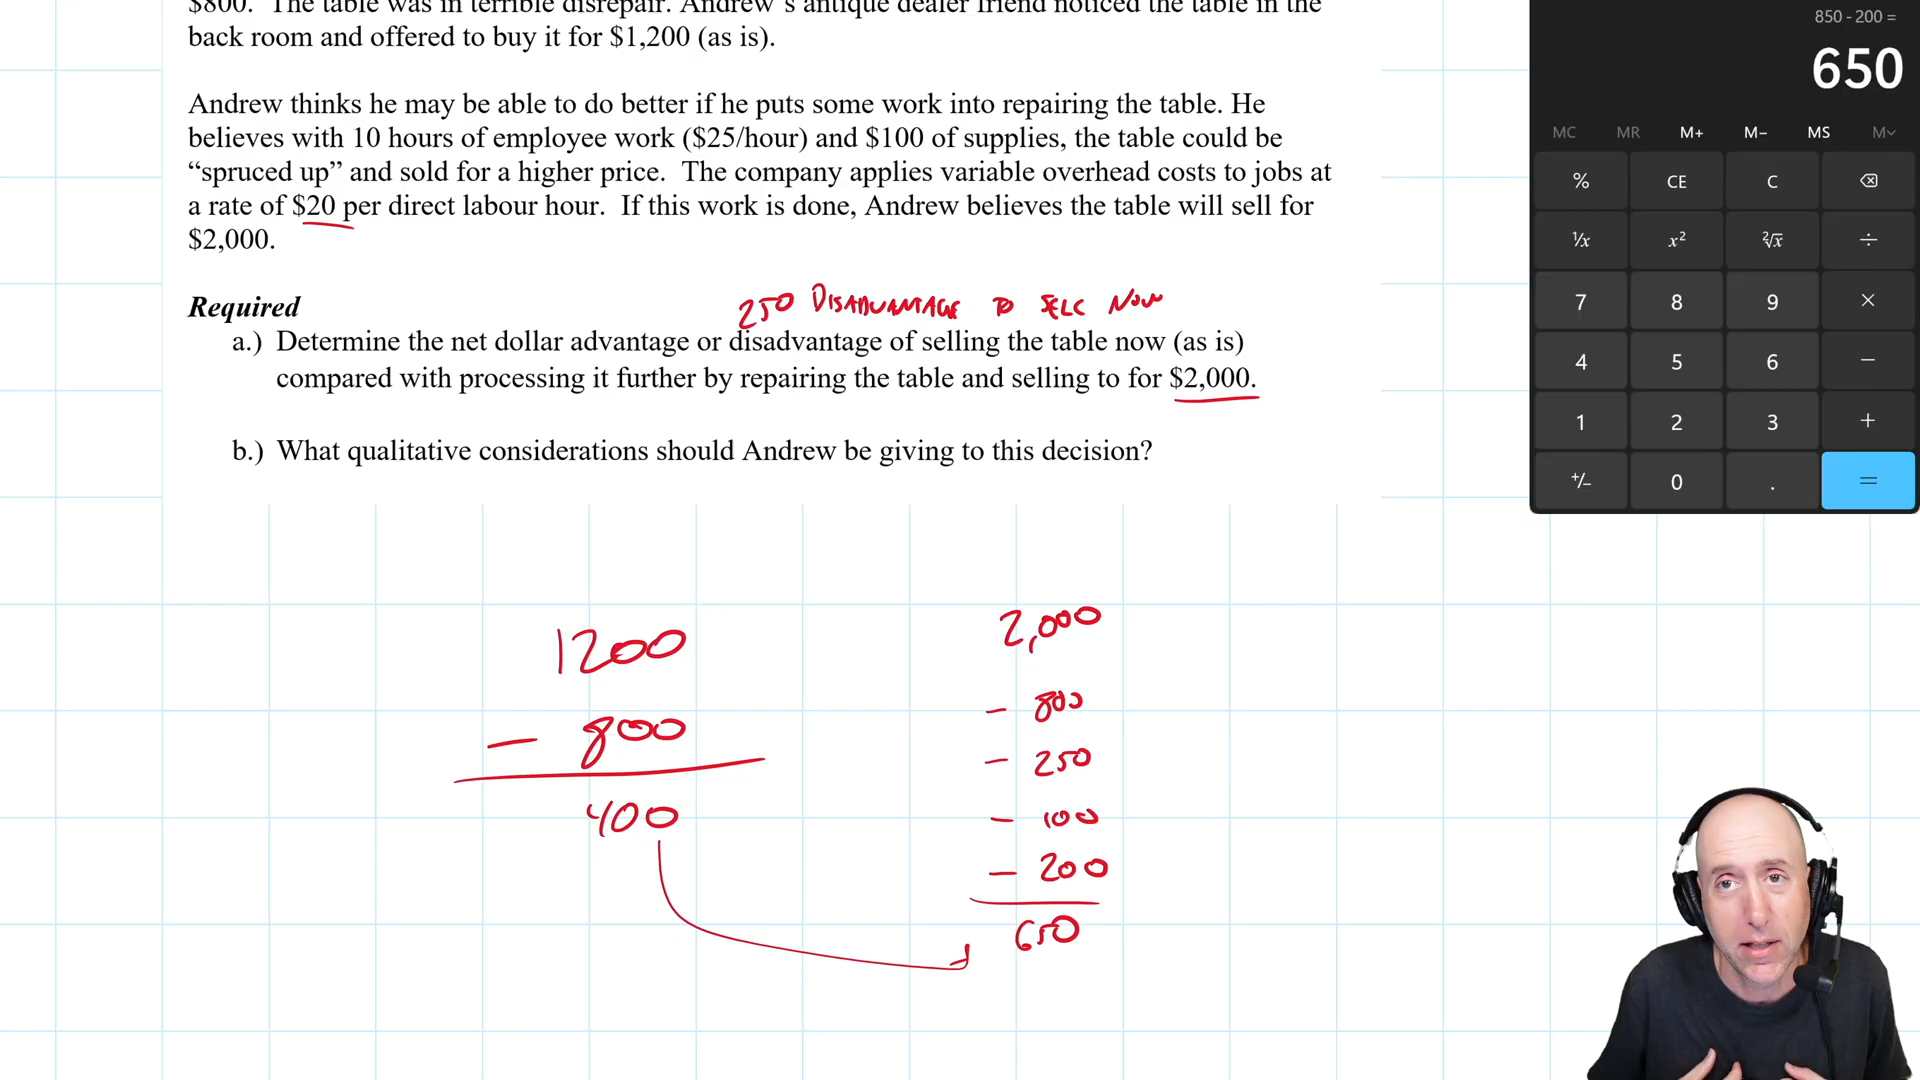 $800.  The table was in terrible disrepair. Andrew's antique dealer friend noticed the table in the
back room and offered to buy it for $1,200 (as is).
Andrew thinks he may be able to do better if he puts some work into repairing the table. He
believes with 10 hours of employee work ($25/hour) and $100 of supplies, the table could be
“spruced up” and sold for a higher price.  The company applies variable overhead costs to jobs at
a rate of $20 per direct labour hour.  If this work is done, Andrew believes the table will sell for
$2,000.
Required
250 DISADVANTAGE TO SELL NOW
a.) Determine the net dollar advantage or disadvantage of selling the table now (as is)
compared with processing it further by repairing the table and selling to for $2,000.
b.) What qualitative considerations should Andrew be giving to this decision?
1200
- 800
400
2,000
- 800
- 250
- 100
- 200
650
850 - 200 =
650
MC MR M+ M− MS M˅
% CE C ⌫
¹/x x² ²√x ÷
7 8 9 ×
4 5 6 −
1 2 3 +
+/− 0 . =